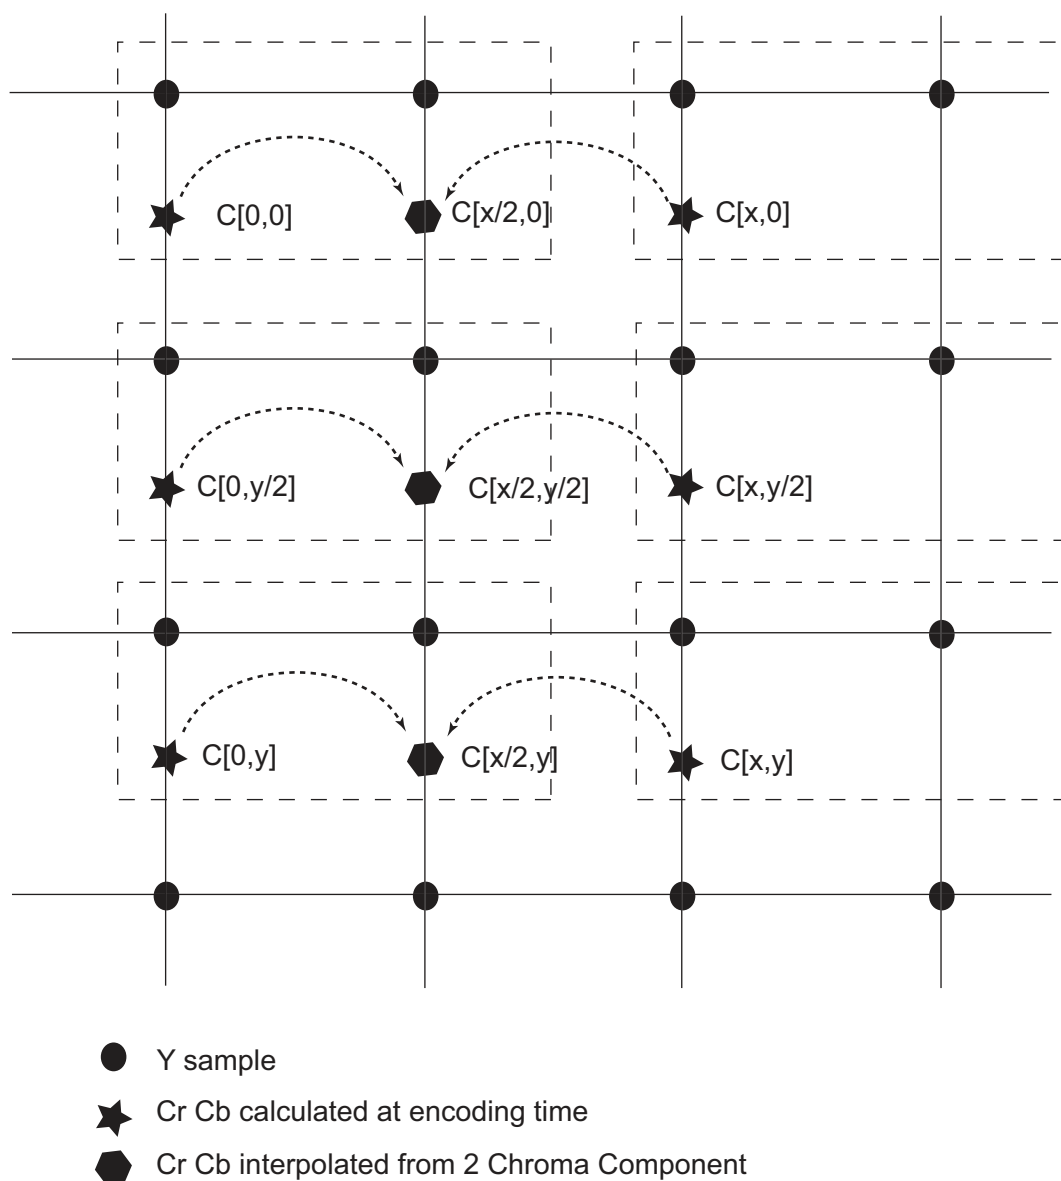 C[0,0] C[x/2,0] C[x,0]
C[0,y/2] C[x/2,y/2] C[x,y/2]
C[0,y] C[x/2,y] C[x,y]
Y sample
Cr Cb calculated at encoding time
Cr Cb interpolated from 2 Chroma Component